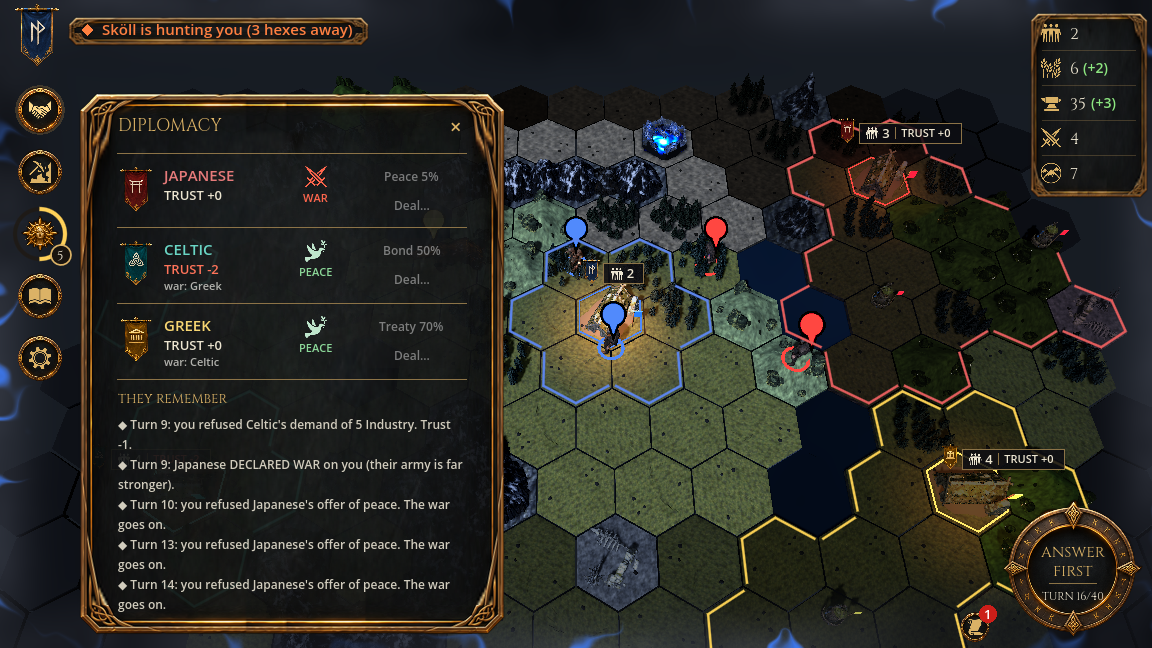 ◆ Sköll is hunting you (3 hexes away)
2
6 (+2)
35 (+3)
4
7
5
DIPLOMACY
×
JAPANESE
TRUST +0
WAR
Peace 5%
Deal...
CELTIC
TRUST -2
war: Greek
PEACE
Bond 50%
Deal...
GREEK
TRUST +0
war: Celtic
PEACE
Treaty 70%
Deal...
THEY REMEMBER
◆ Turn 9: you refused Celtic's demand of 5 Industry. Trust
-1.
◆ Turn 9: Japanese DECLARED WAR on you (their army is far
stronger).
◆ Turn 10: you refused Japanese's offer of peace. The war
goes on.
◆ Turn 13: you refused Japanese's offer of peace. The war
goes on.
◆ Turn 14: you refused Japanese's offer of peace. The war
goes on.
3 | TRUST +0
2
4 | TRUST +0
ANSWER
FIRST
TURN 16/40
1